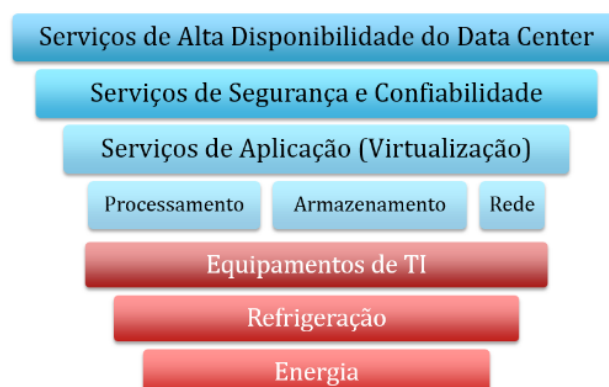 Serviços de Alta Disponibilidade do Data Center
Serviços de Segurança e Confiabilidade
Serviços de Aplicação (Virtualização)
Processamento Armazenamento Rede
Equipamentos de TI
Refrigeração
Energia